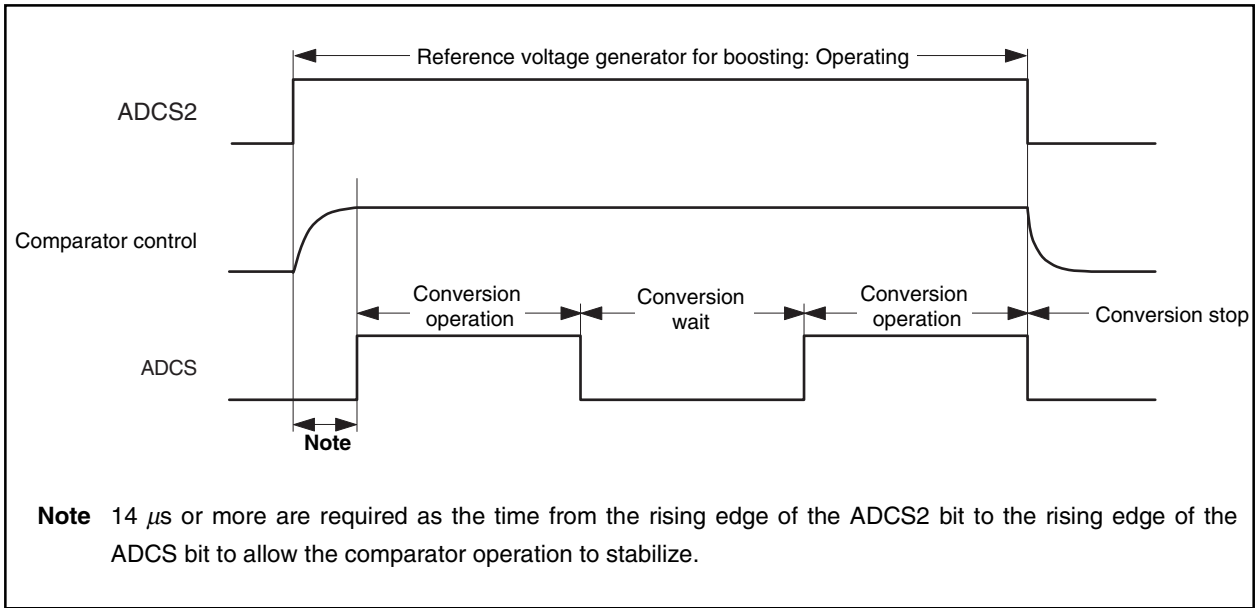 Reference voltage generator for boosting: Operating
ADCS2
Comparator control
Conversion
operation
Conversion
wait
Conversion
operation
Conversion stop
ADCS
Note
Note 14 μs or more are required as the time from the rising edge of the ADCS2 bit to the rising edge of the
ADCS bit to allow the comparator operation to stabilize.